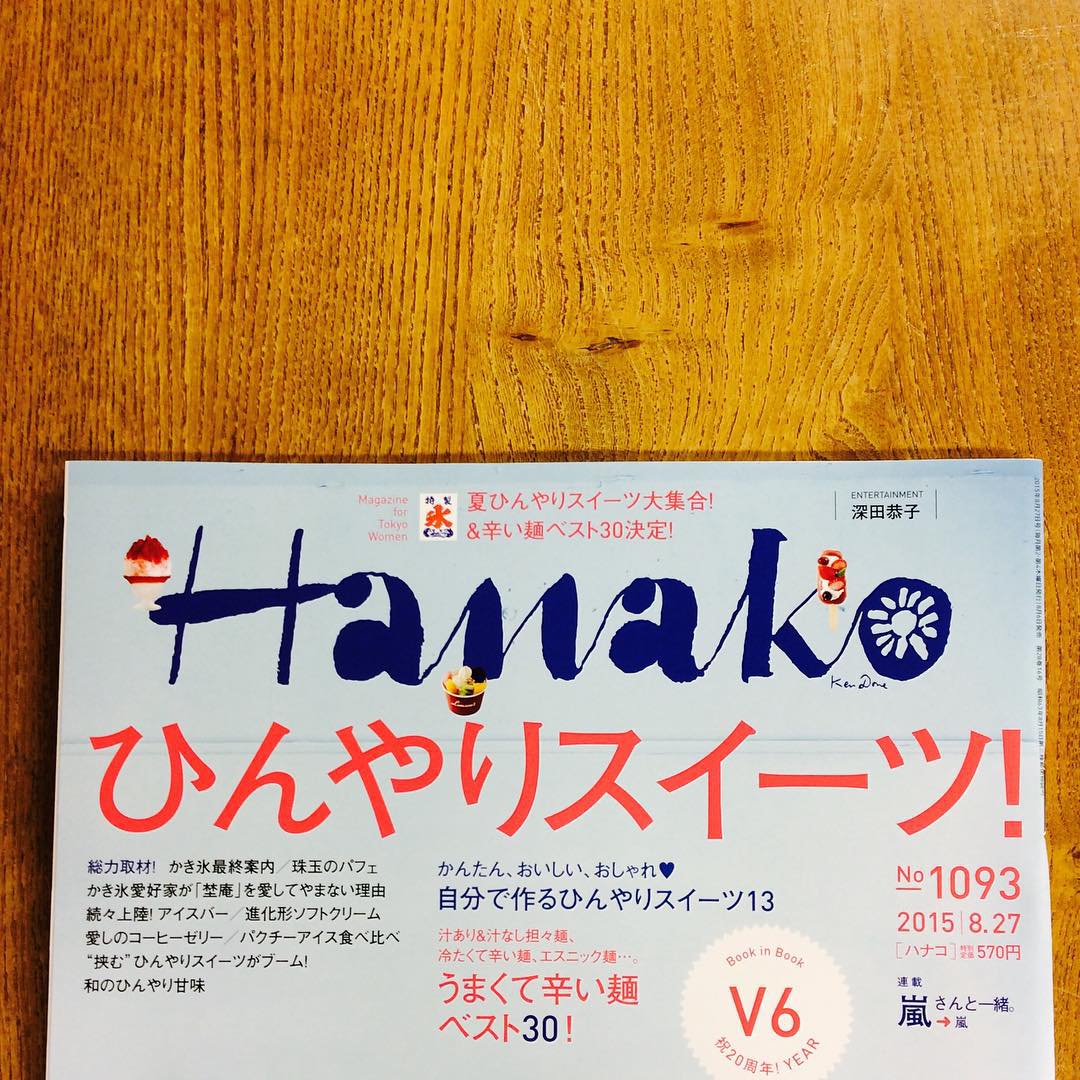 Magazine
for
Tokyo
Women
特製
氷
夏ひんやりスイーツ大集合!
&辛い麺ベスト30決定!
ENTERTAINMENT
深田恭子
Hanako
Ken Done
ひんやりスイーツ!
総力取材! かき氷最終案内/珠玉のパフェ
かき氷愛好家が「埜庵」を愛してやまない理由
続々上陸! アイスバー/進化形ソフトクリーム
愛しのコーヒーゼリー/パクチーアイス食べ比べ
“挟む”ひんやりスイーツがブーム!
和のひんやり甘味
かんたん、おいしい、おしゃれ♥
自分で作るひんやりスイーツ13
汁あり&汁なし担々麺、
冷たくて辛い麺、エスニック麺…。
うまくて辛い麺
ベスト30!
Book in Book
V6
祝20周年! YEAR
No 1093
2015|8.27
[ハナコ] 特別定価 570円
連載
嵐さんと一緒。
→嵐